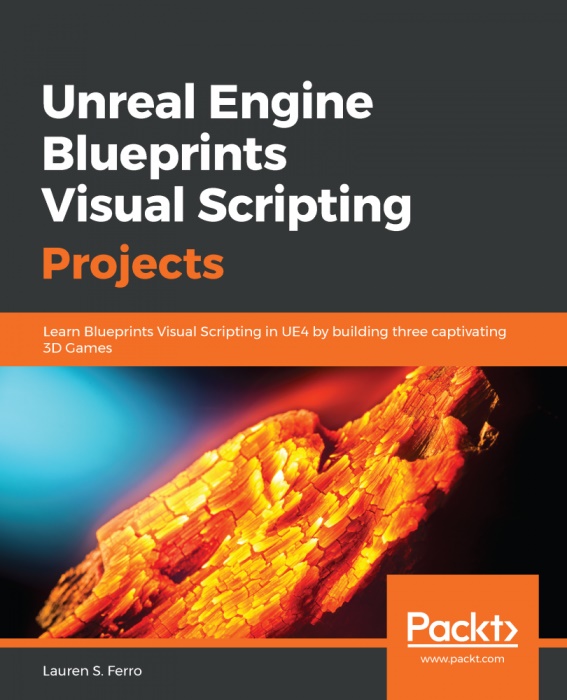 Unreal Engine
Blueprints
Visual Scripting
Projects
Learn Blueprints Visual Scripting in UE4 by building three captivating
3D Games
Packt>
www.packt.com
Lauren S. Ferro